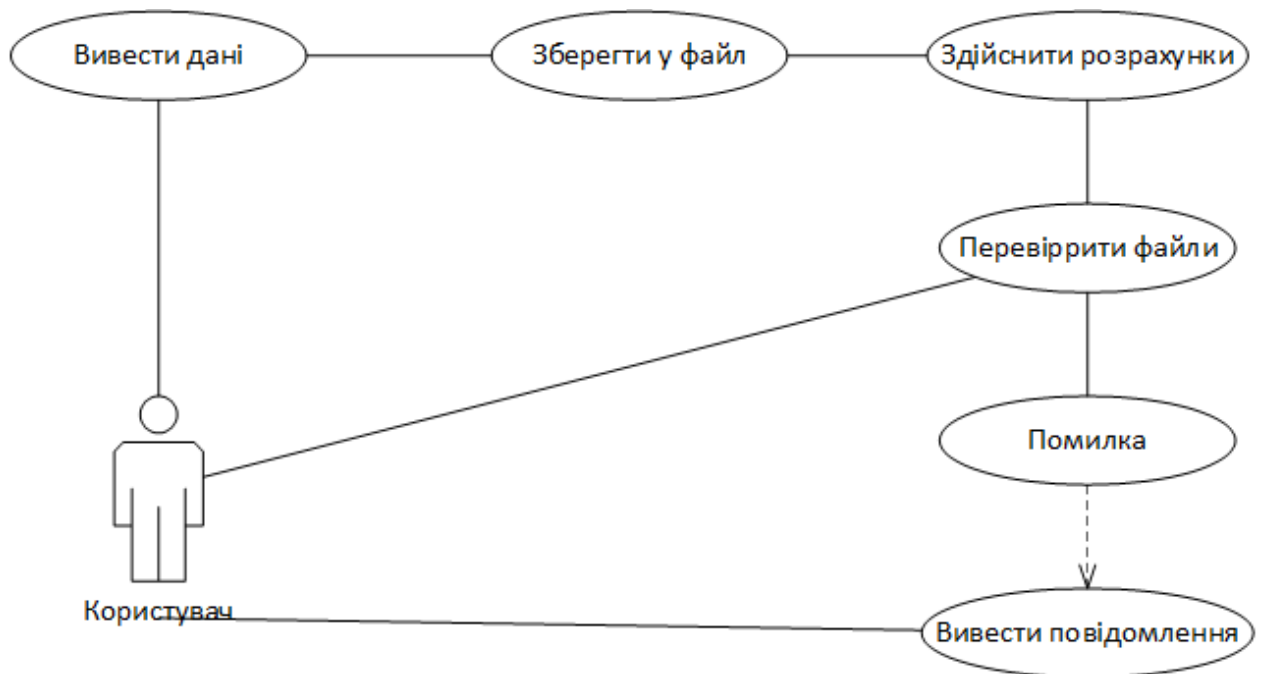 Вивести дані
Зберегти у файл
Здійснити розрахунки
Перевіррити файли
Помилка
Користувач
Вивести повідомлення